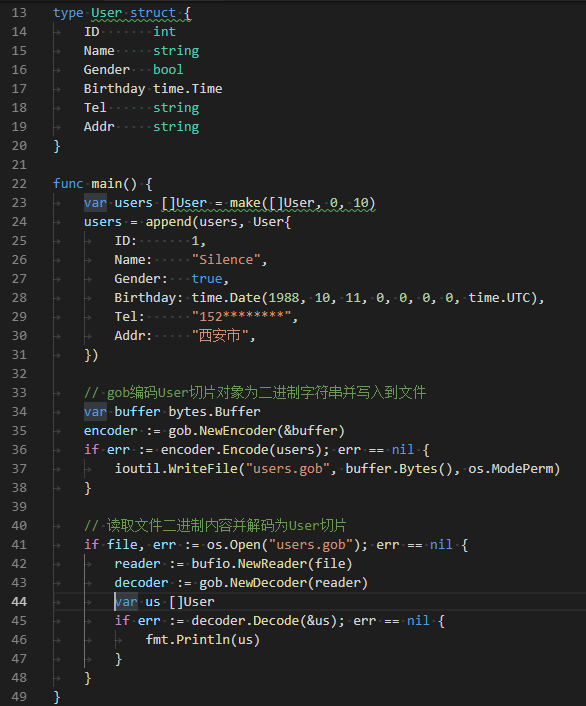 13 type User struct {
14 ID int
15 Name string
16 Gender bool
17 Birthday time.Time
18 Tel string
19 Addr string
20 }
21
22 func main() {
23 var users []User = make([]User, 0, 10)
24 users = append(users, User{
25 ID: 1,
26 Name: "Silence",
27 Gender: true,
28 Birthday: time.Date(1988, 10, 11, 0, 0, 0, 0, time.UTC),
29 Tel: "152********",
30 Addr: "西安市",
31 })
32
33 // gob编码User切片对象为二进制字符串并写入到文件
34 var buffer bytes.Buffer
35 encoder := gob.NewEncoder(&buffer)
36 if err := encoder.Encode(users); err == nil {
37 ioutil.WriteFile("users.gob", buffer.Bytes(), os.ModePerm)
38 }
39
40 // 读取文件二进制内容并解码为User切片
41 if file, err := os.Open("users.gob"); err == nil {
42 reader := bufio.NewReader(file)
43 decoder := gob.NewDecoder(reader)
44 var us []User
45 if err := decoder.Decode(&us); err == nil {
46 fmt.Println(us)
47 }
48 }
49 }